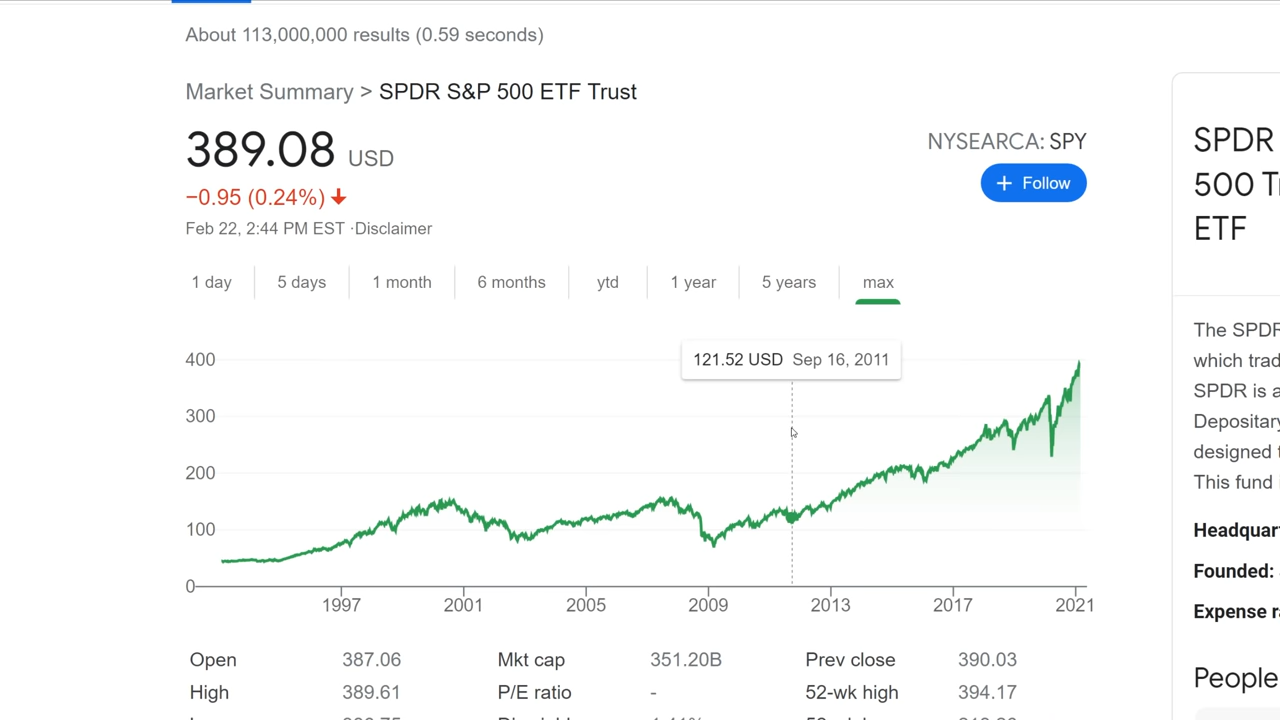 About 113,000,000 results (0.59 seconds)
Market Summary > SPDR S&P 500 ETF Trust
389.08 USD
−0.95 (0.24%)
Feb 22, 2:44 PM EST ·Disclaimer
NYSEARCA: SPY
+ Follow
1 day 5 days 1 month 6 months ytd 1 year 5 years max
121.52 USD Sep 16, 2011
400
300
200
100
0
1997 2001 2005 2009 2013 2017 2021
Open 387.06 Mkt cap 351.20B Prev close 390.03
High 389.61 P/E ratio - 52-wk high 394.17
SPDR
500
ETF
The SPDR
which trad
SPDR is a
Depositary
designed
This fund
Headquar
Founded:
Expense
People